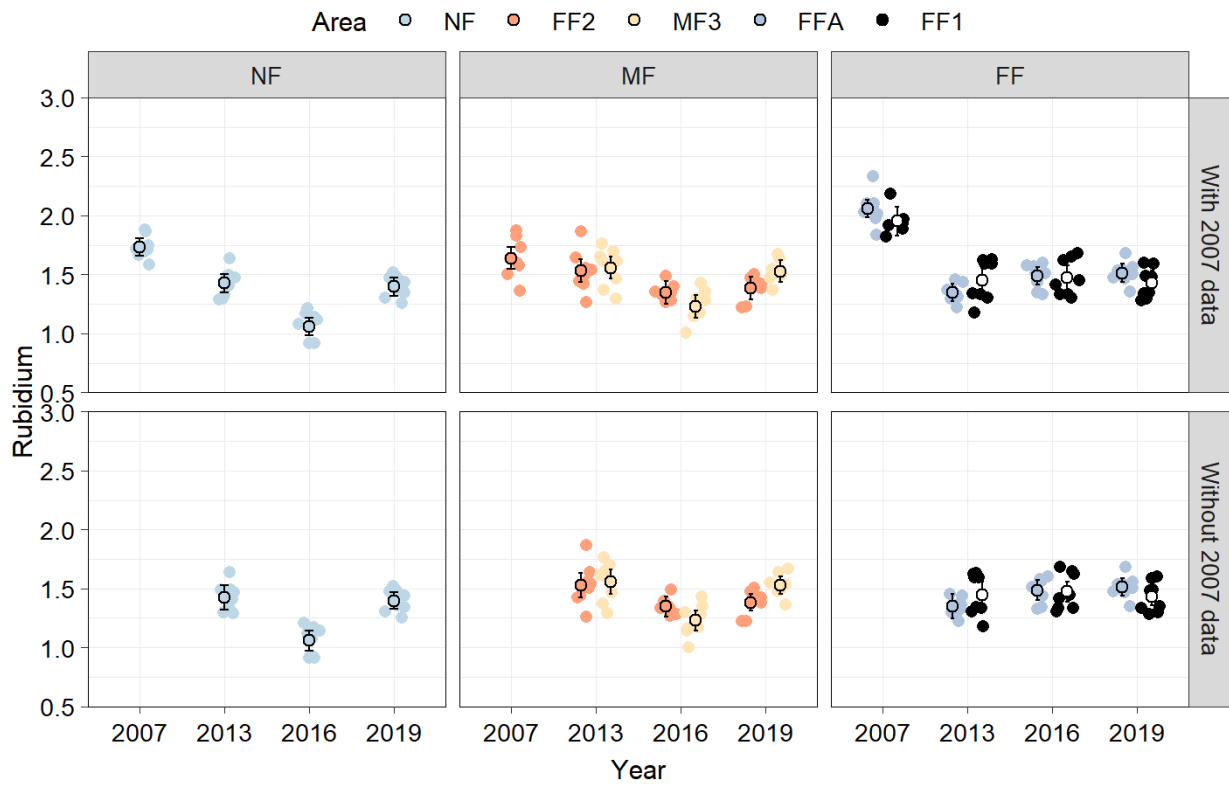 Area NF FF2 MF3 FFA FF1
NF MF FF
3.0
2.5
2.0
1.5
1.0
0.5
With 2007 data
Rubidium
3.0
2.5
2.0
1.5
1.0
0.5
Without 2007 data
2007 2013 2016 2019 2007 2013 2016 2019 2007 2013 2016 2019
Year